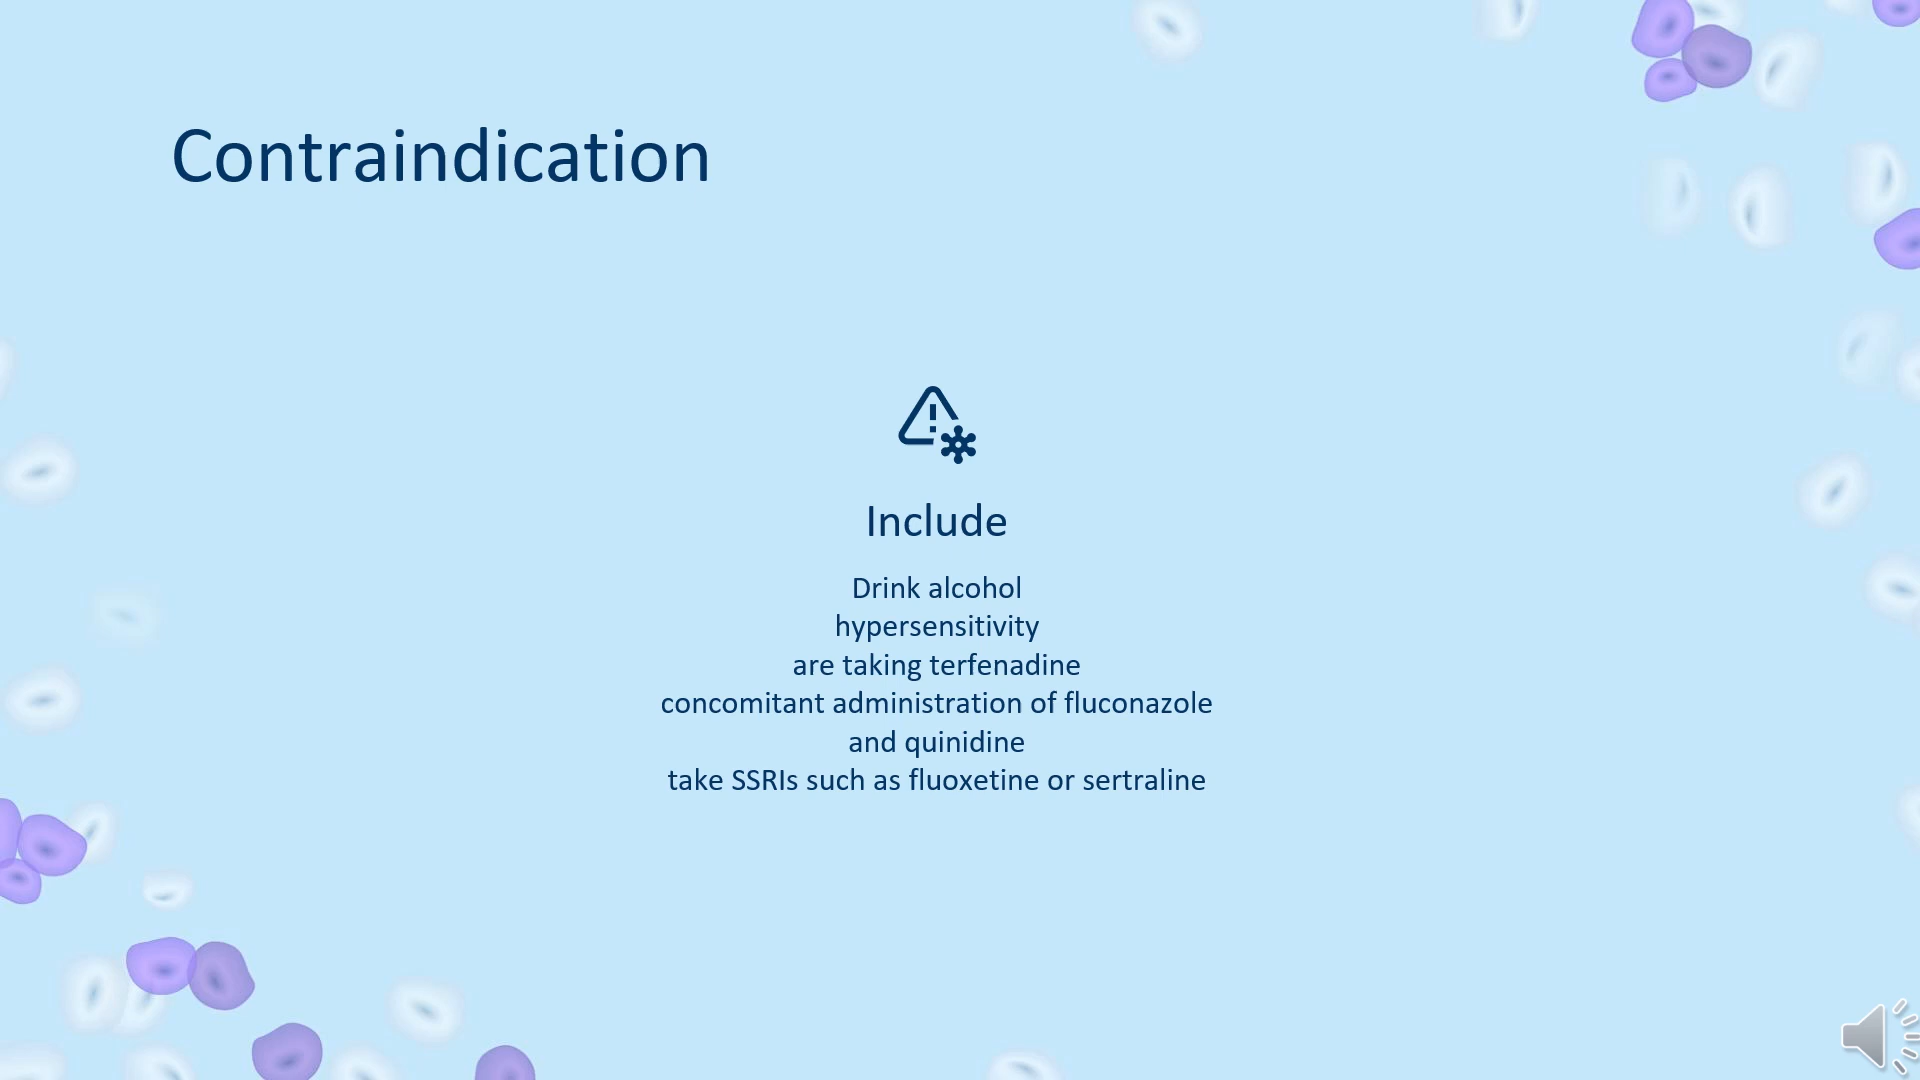 Contraindication
Include
Drink alcohol
hypersensitivity
are taking terfenadine
concomitant administration of fluconazole
and quinidine
take SSRIs such as fluoxetine or sertraline